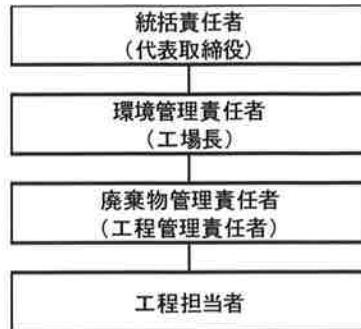 統括責任者
（代表取締役）
環境管理責任者
（工場長）
廃棄物管理責任者
（工程管理責任者）
工程担当者